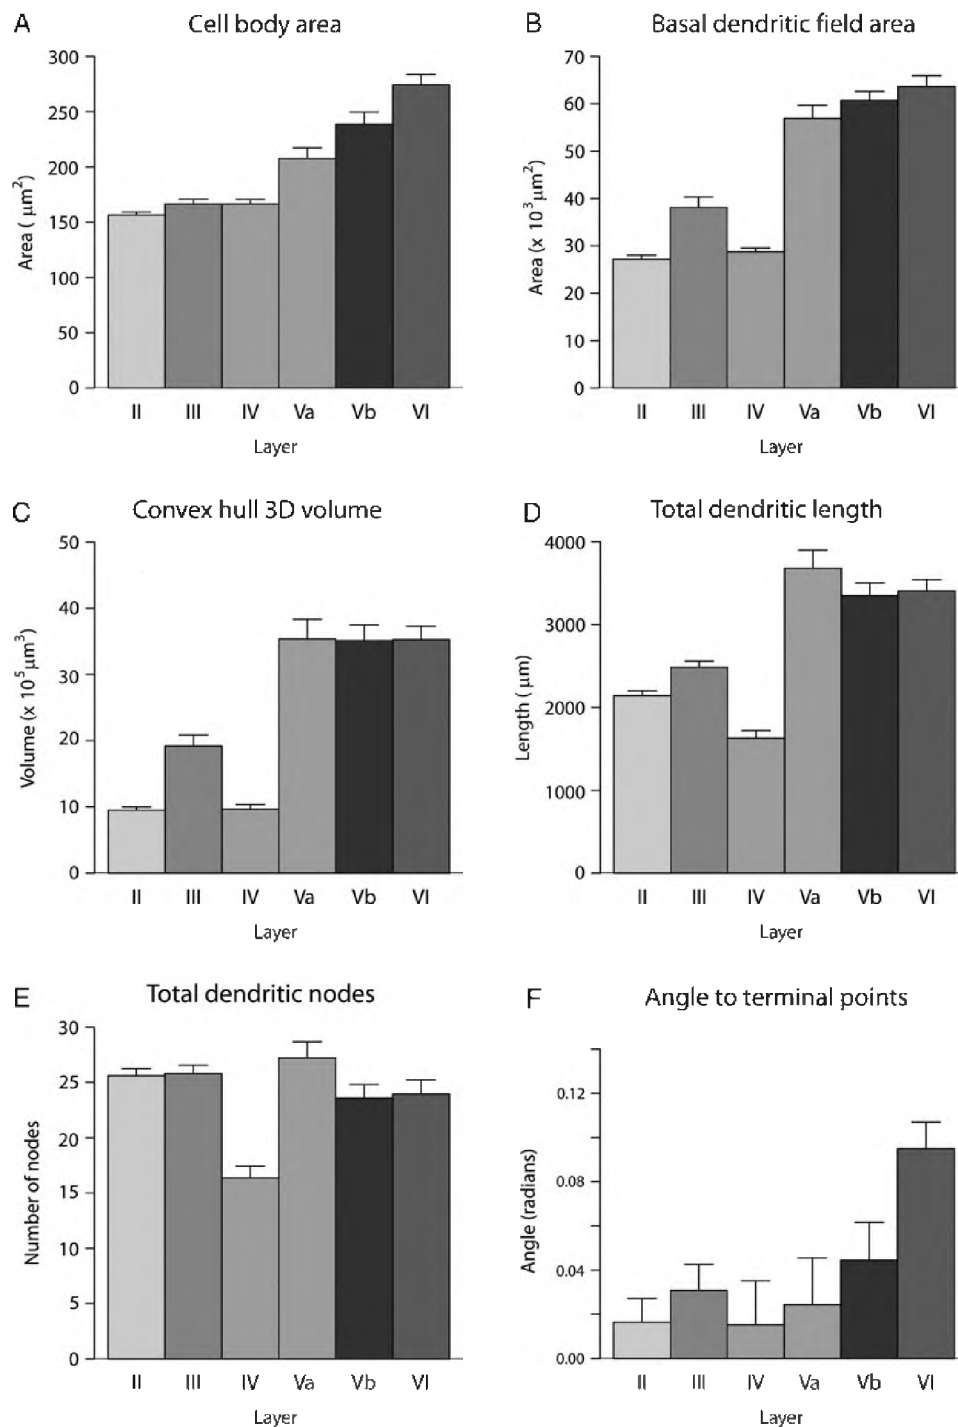 A Cell body area
300
250
200
150
100
50
0
Area ( μm²)
II III IV Va Vb VI
Layer
B Basal dendritic field area
70
60
50
40
30
20
10
0
Area (x 10³ μm²)
II III IV Va Vb VI
Layer
C Convex hull 3D volume
50
40
30
20
10
0
Volume (x 10⁵ μm³)
II III IV Va Vb VI
Layer
D Total dendritic length
4000
3000
2000
1000
0
Length ( μm)
II III IV Va Vb VI
Layer
E Total dendritic nodes
30
25
20
15
10
5
0
Number of nodes
II III IV Va Vb VI
Layer
F Angle to terminal points
0.12
0.08
0.04
0.00
Angle (radians)
II III IV Va Vb VI
Layer